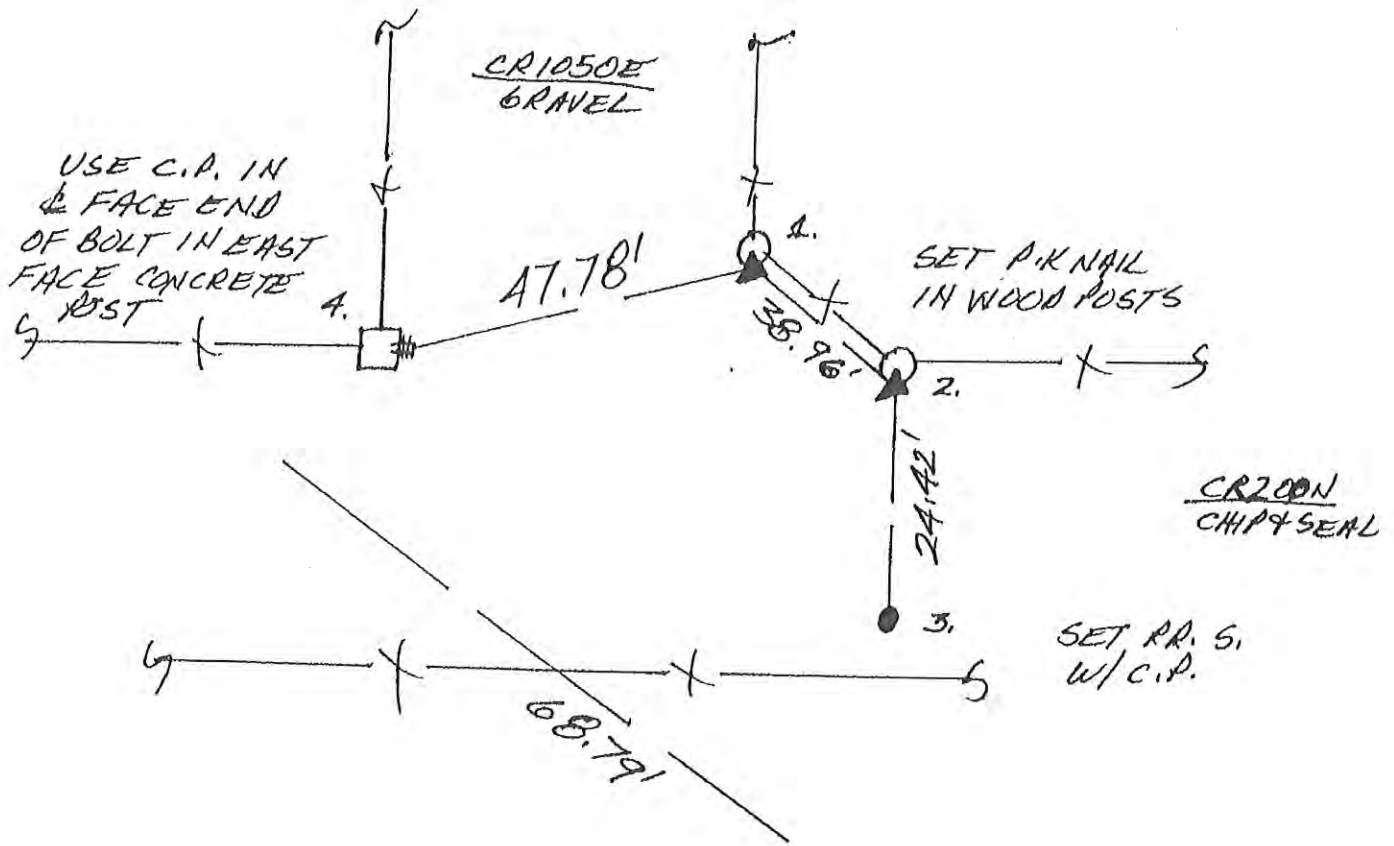 CR1050E
GRAVEL
USE C.P. IN
℄ FACE END
OF BOLT IN EAST
FACE CONCRETE
POST
4.
47.78'
1.
SET P.K NAIL
IN WOOD POSTS
38.96'
2.
24.42'
CR200N
CHIP & SEAL
3.
SET RR. S.
W/ C.P.
68.79'